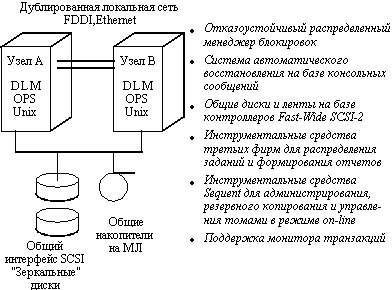 Дублированная локальная сеть
FDDI,Ethernet
Узел A
DLM
OPS
Unix
Узел B
DLM
OPS
Unix
Общий
интерфейс SCSI
"Зеркальные"
диски
Общие
накопители
на МЛ
• Отказоустойчивый распределенный
менеджер блокировок
• Система автоматического
восстановления на базе консольных
сообщений
• Общие диски и ленты на базе
контроллеров Fast-Wide SCSI-2
• Инструментальные средства
третьих фирм для распределения
заданий и формирования отчетов
• Инструментальные средства
Sequent для администрирования,
резервного копирования и управле-
ния томами в режиме on-line
• Поддержка монитора транзакций